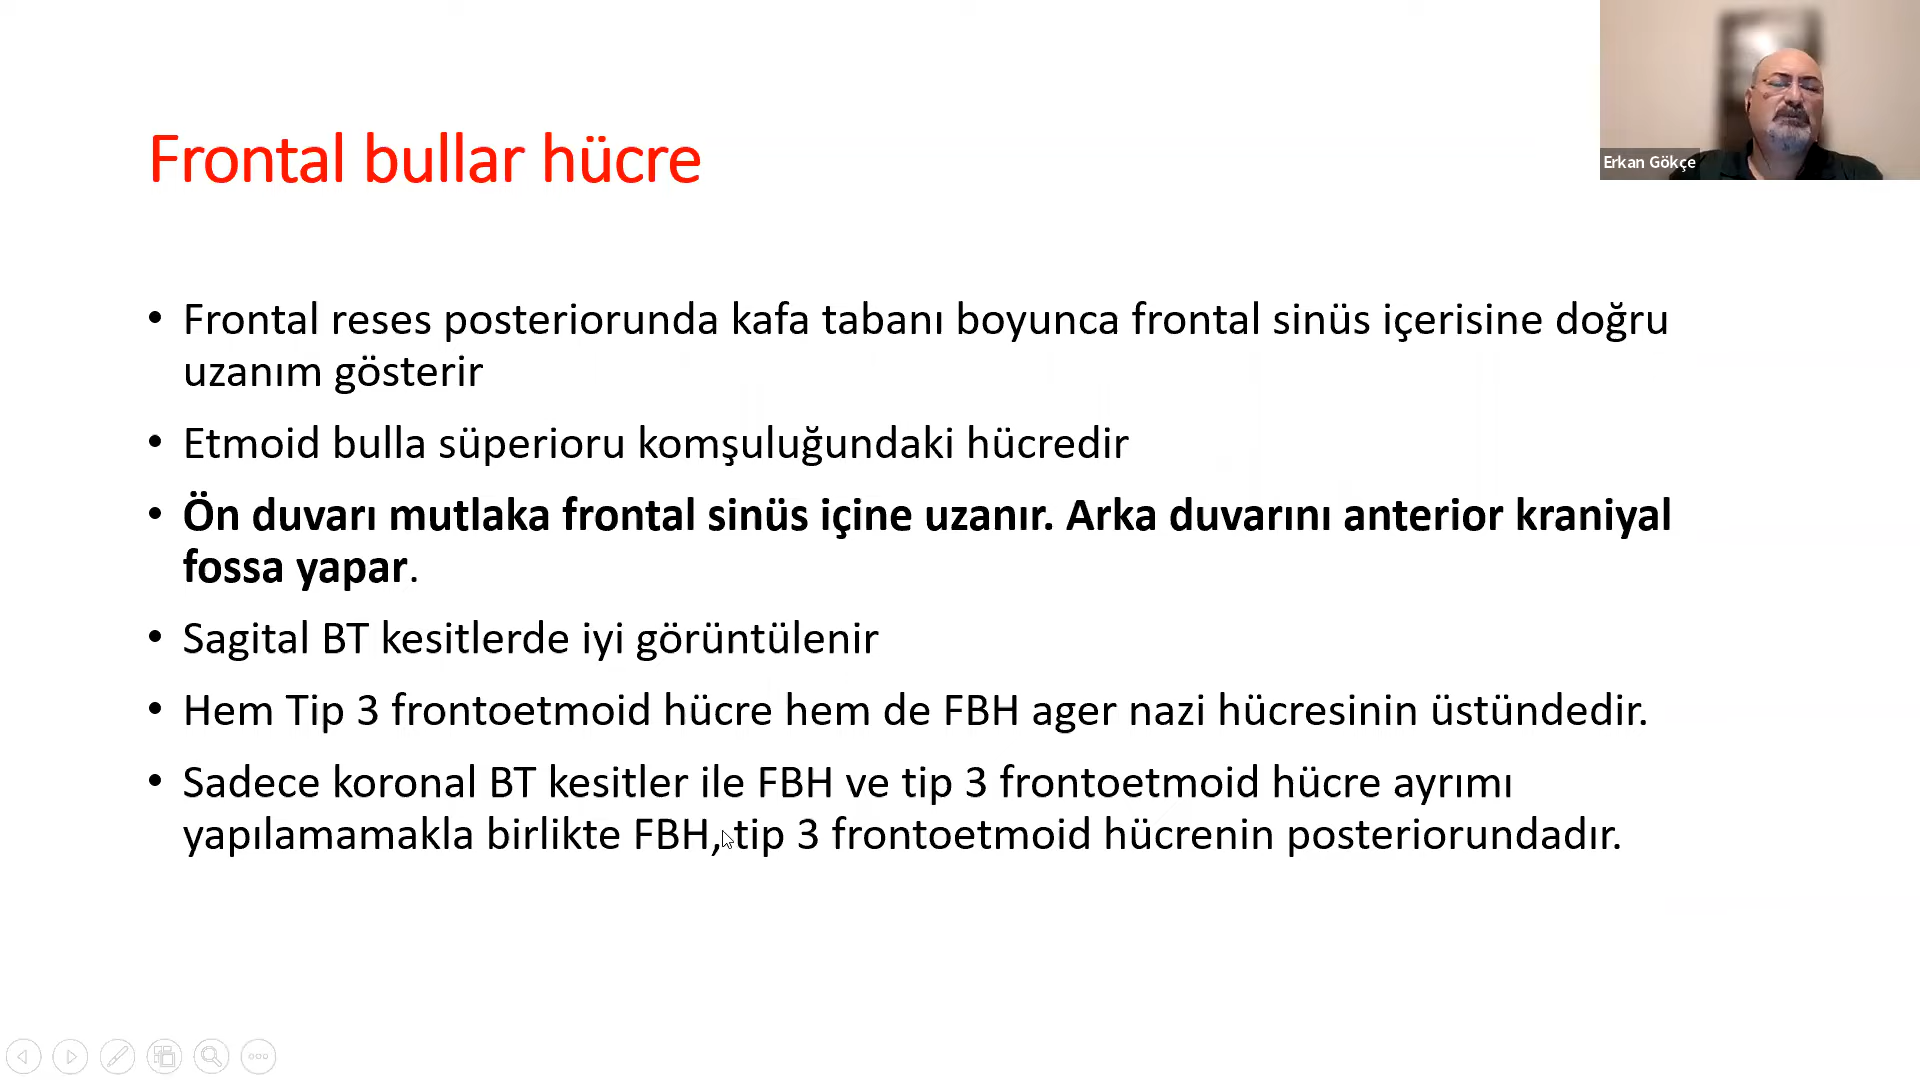 Frontal bullar hücre
Erkan Gökçe
• Frontal reses posteriorunda kafa tabanı boyunca frontal sinüs içerisine doğru
uzanım gösterir
• Etmoid bulla süperioru komşuluğundaki hücredir
• Ön duvarı mutlaka frontal sinüs içine uzanır. Arka duvarını anterior kraniyal
fossa yapar.
• Sagital BT kesitlerde iyi görüntülenir
• Hem Tip 3 frontoetmoid hücre hem de FBH ager nazi hücresinin üstündedir.
• Sadece koronal BT kesitler ile FBH ve tip 3 frontoetmoid hücre ayrımı
yapılamamakla birlikte FBH, tip 3 frontoetmoid hücrenin posteriorundadır.